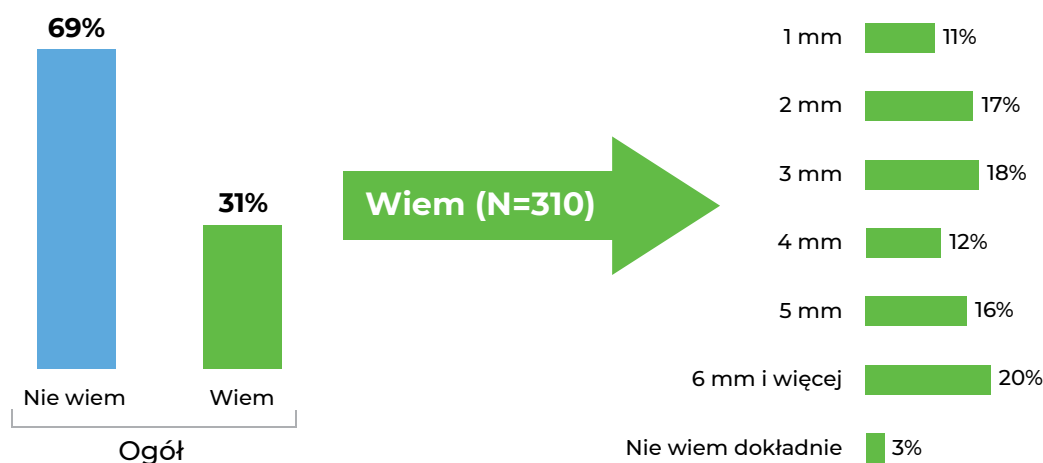 69%
31%
Nie wiem
Wiem
Ogół
Wiem (N=310)
1 mm 11%
2 mm 17%
3 mm 18%
4 mm 12%
5 mm 16%
6 mm i więcej 20%
Nie wiem dokładnie 3%